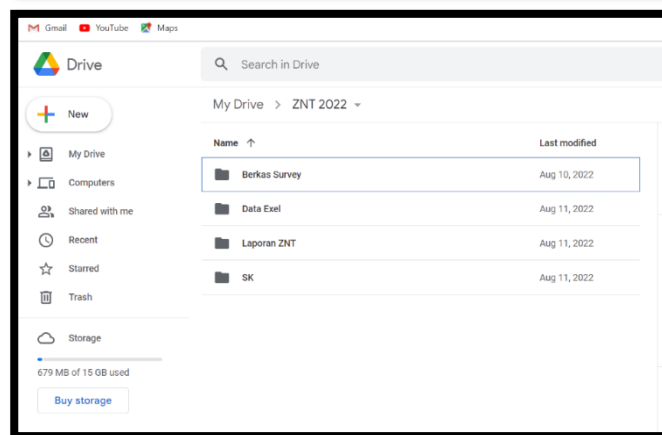 Gmail YouTube Maps
Drive
Search in Drive
New
My Drive
Computers
Shared with me
Recent
Starred
Trash
Storage
679 MB of 15 GB used
Buy storage
My Drive > ZNT 2022
Name ↑ Last modified
Berkas Survey Aug 10, 2022
Data Exel Aug 11, 2022
Laporan ZNT Aug 11, 2022
SK Aug 11, 2022